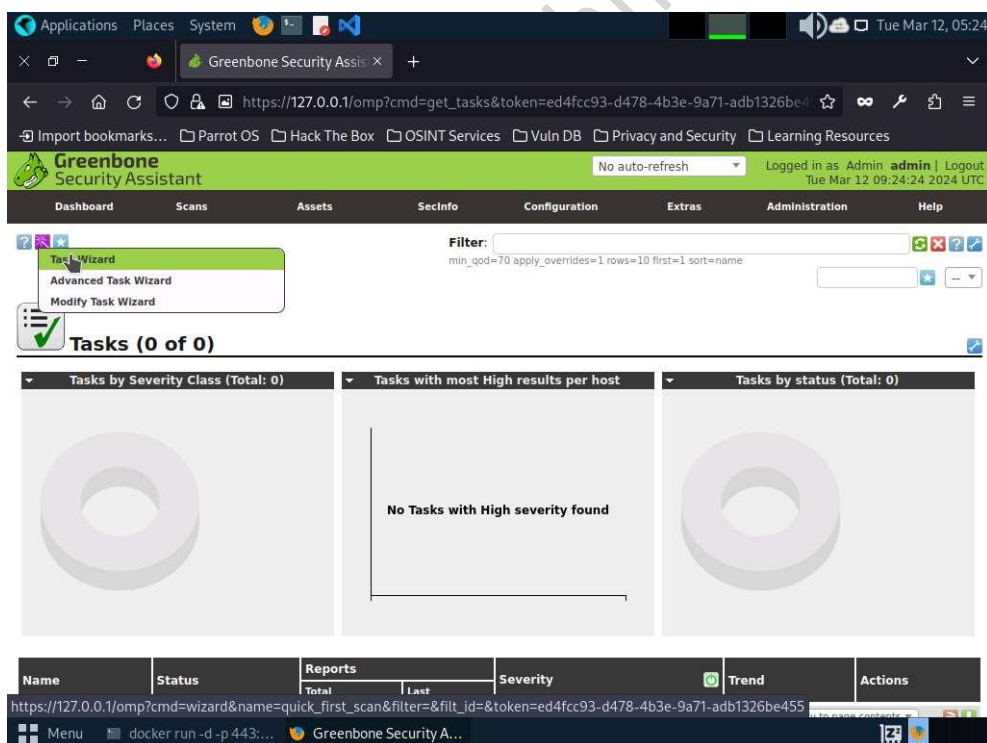 Applications Places System Tue Mar 12, 05:24
Greenbone Security Assis
https://127.0.0.1/omp?cmd=get_tasks&token=ed4fcc93-d478-4b3e-9a71-adb1326be4
Import bookmarks... Parrot OS Hack The Box OSINT Services Vuln DB Privacy and Security Learning Resources
Greenbone
Security Assistant
No auto-refresh
Logged in as Admin admin | Logout
Tue Mar 12 09:24:24 2024 UTC
Dashboard Scans Assets SecInfo Configuration Extras Administration Help
Filter:
min_qod=70 apply_overrides=1 rows=10 first=1 sort=name
--
Task Wizard
Advanced Task Wizard
Modify Task Wizard
Tasks (0 of 0)
Tasks by Severity Class (Total: 0) Tasks with most High results per host Tasks by status (Total: 0)
No Tasks with High severity found
Name Status Reports Severity Trend Actions
Total Last
https://127.0.0.1/omp?cmd=wizard&name=quick_first_scan&filter=&filt_id=&token=ed4fcc93-d478-4b3e-9a71-adb1326be455
Menu docker run -d -p 443:... Greenbone Security A...